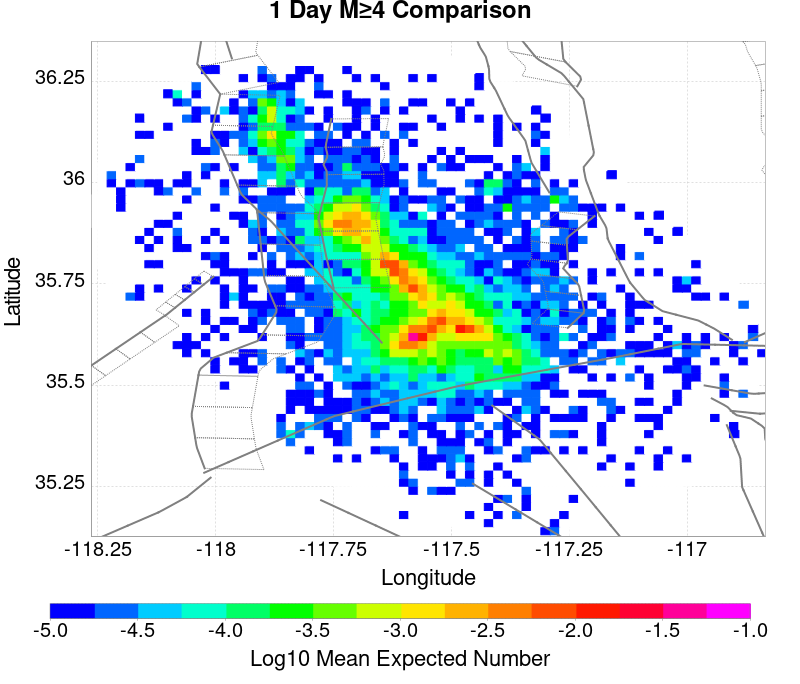 1 Day M≥4 Comparison
36.25
36
35.75
35.5
35.25
Latitude
-118.25 -118 -117.75 -117.5 -117.25 -117
Longitude
-5.0 -4.5 -4.0 -3.5 -3.0 -2.5 -2.0 -1.5 -1.0
Log10 Mean Expected Number